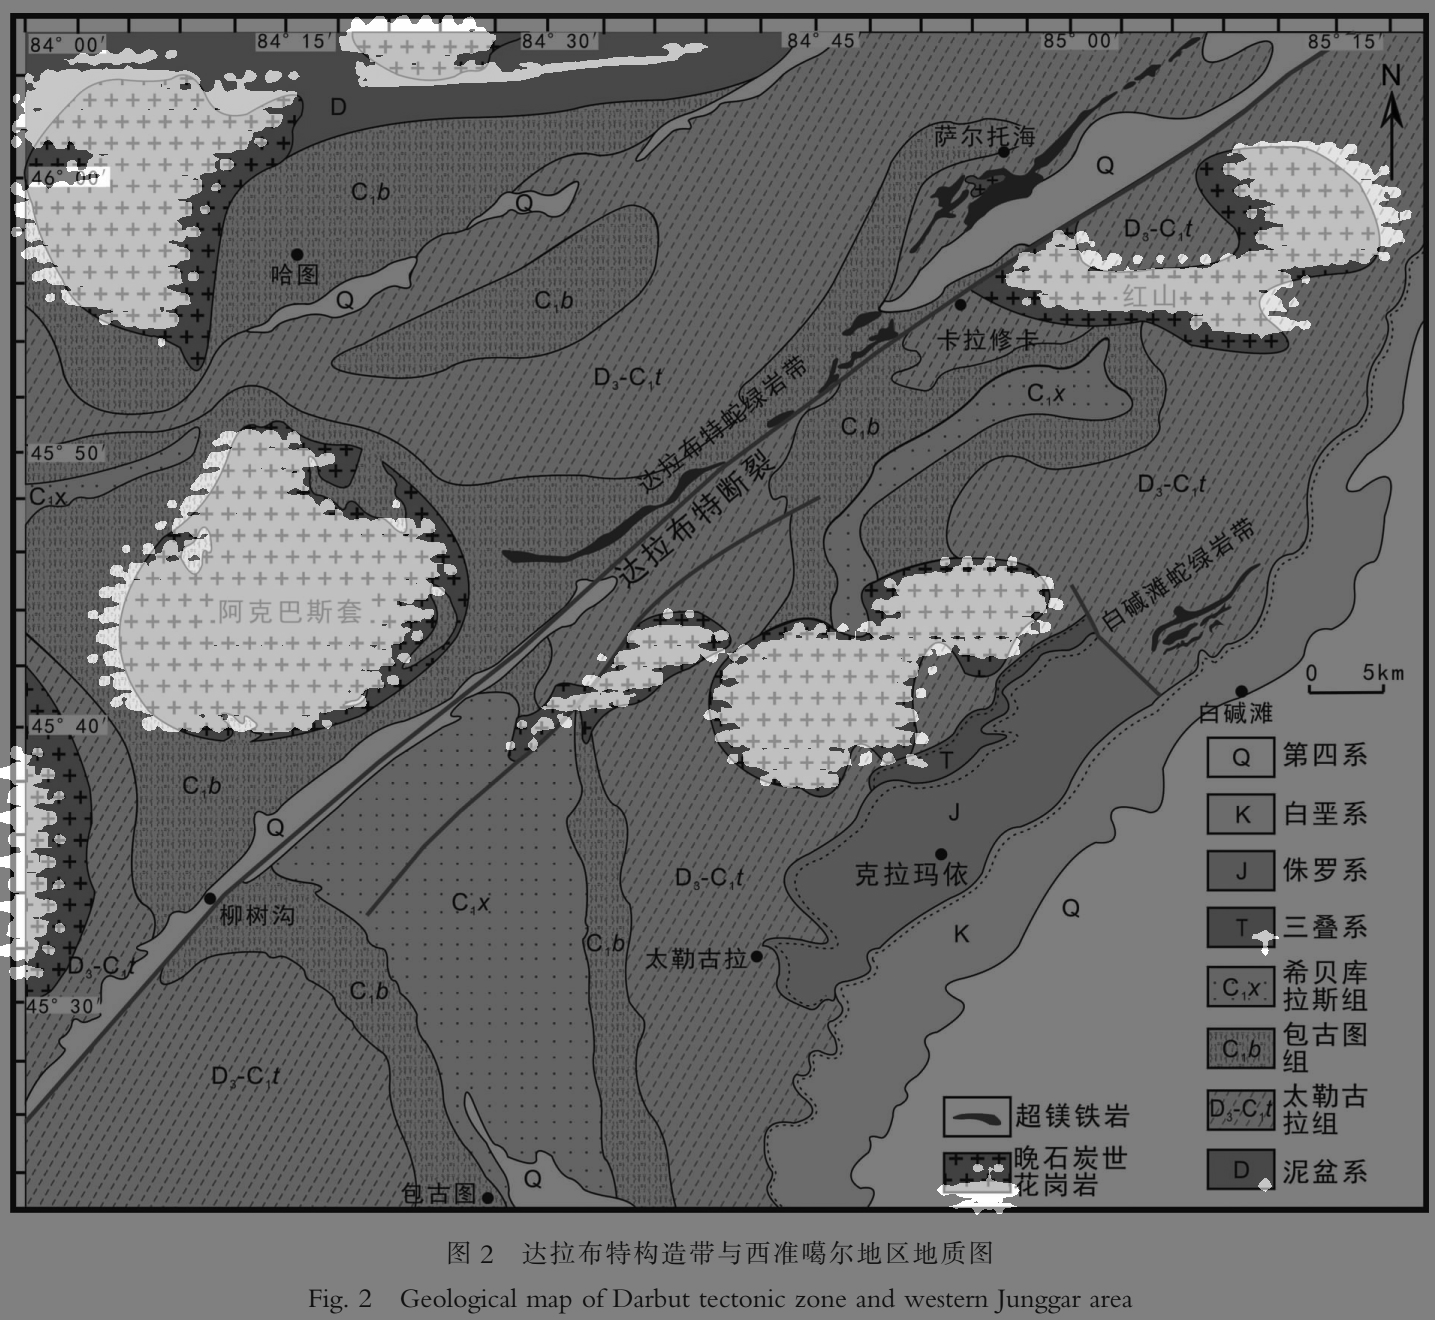 84° 00′
84° 15′
84° 30′
84° 45′
85° 00′
85° 15′
N
D
萨尔托海
Q
46° 00′
C₁b
Q
D₃-C₁t
哈图
Q
C₁b
红山
卡拉修卡
D₃-C₁t
C₁x
达拉布特蛇绿岩带
C₁b
45° 50′
达拉布特断裂
C₁x
D₃-C₁t
白碱滩蛇绿岩带
阿克巴斯套
0 5km
白碱滩
45° 40′
T
C₁b
J
Q
克拉玛依
D₃-C₁t
C₁x
Q
柳树沟
K
C₁b
太勒古拉
D₃-C₁t
C₁b
45° 30′
D₃-C₁t
Q
包古图
Q 第四系
K 白垩系
J 侏罗系
T 三叠系
C₁x 希贝库
拉斯组
C₁b 包古图
组
D₃-C₁t 太勒古
拉组
D 泥盆系
超镁铁岩
晚石炭世
花岗岩
图 2 达拉布特构造带与西准噶尔地区地质图
Fig. 2 Geological map of Darbut tectonic zone and western Junggar area